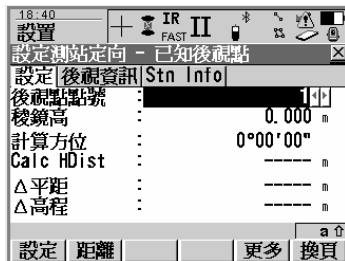 18:40
設置
IR
FAST
II
設定測站定向 - 已知後視點
設定 後視資訊 Stn Info
後視點點號 : 1
稜鏡高 : 0.000 m
計算方位 : 0°00'00"
Calc HDist : ----- m
△平距 : ----- m
△高程 : ----- m
a
設定 距離 更多 換頁